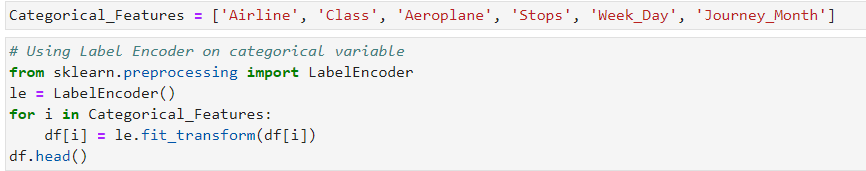 Categorical_Features = ['Airline', 'Class', 'Aeroplane', 'Stops', 'Week_Day', 'Journey_Month']
# Using Label Encoder on categorical variable
from sklearn.preprocessing import LabelEncoder
le = LabelEncoder()
for i in Categorical_Features:
    df[i] = le.fit_transform(df[i])
df.head()